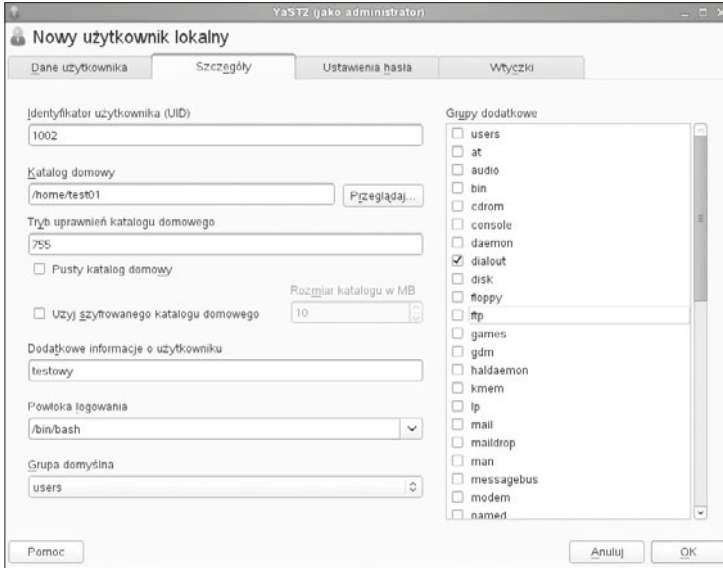 YaST2 (jako administrator)
Nowy użytkownik lokalny
Dane użytkownika
Szczegóły
Ustawienia hasła
Wtyczki
Identyfikator użytkownika (UID)
1002
Katalog domowy
/home/test01
Przeglądaj...
Tryb uprawnień katalogu domowego
755
Pusty katalog domowy
Rozmiar katalogu w MB
Użyj szyfrowanego katalogu domowego
10
Dodatkowe informacje o użytkowniku
testowy
Powłoka logowania
/bin/bash
Grupa domyślna
users
Grupy dodatkowe
users
at
audio
bin
cdrom
console
daemon
dialout
disk
floppy
ftp
games
gdm
haldaemon
kmem
lp
mail
maildrop
man
messagebus
modem
named
Pomoc
Anuluj
OK